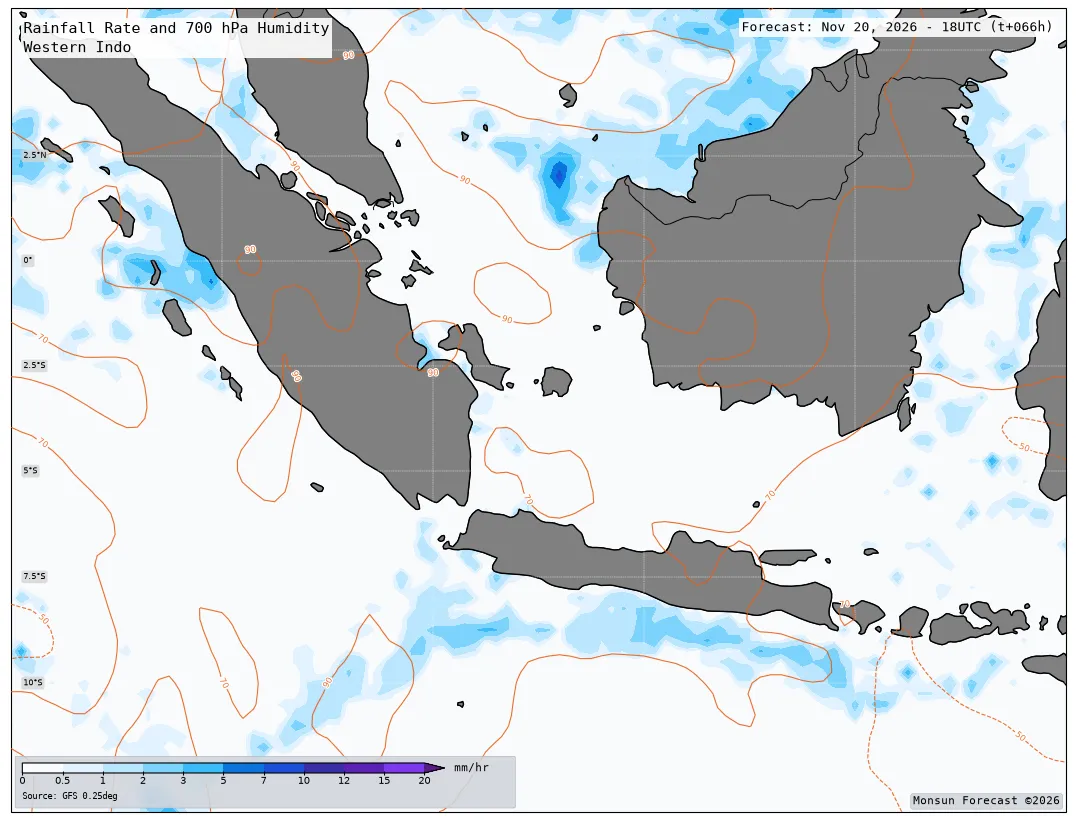 Rainfall Rate and 700 hPa Humidity
Western Indo
Forecast: Nov 20, 2026 - 18UTC (t+066h)
90
90
2.5°N
90
90
0°
90
70
2.5°S
90
90
70
50
5°S
70
70
7.5°S
70
50
10°S
70
90
50
mm/hr
0 0.5 1 2 3 5 7 10 12 15 20
Source: GFS 0.25deg
Monsun Forecast ©2026